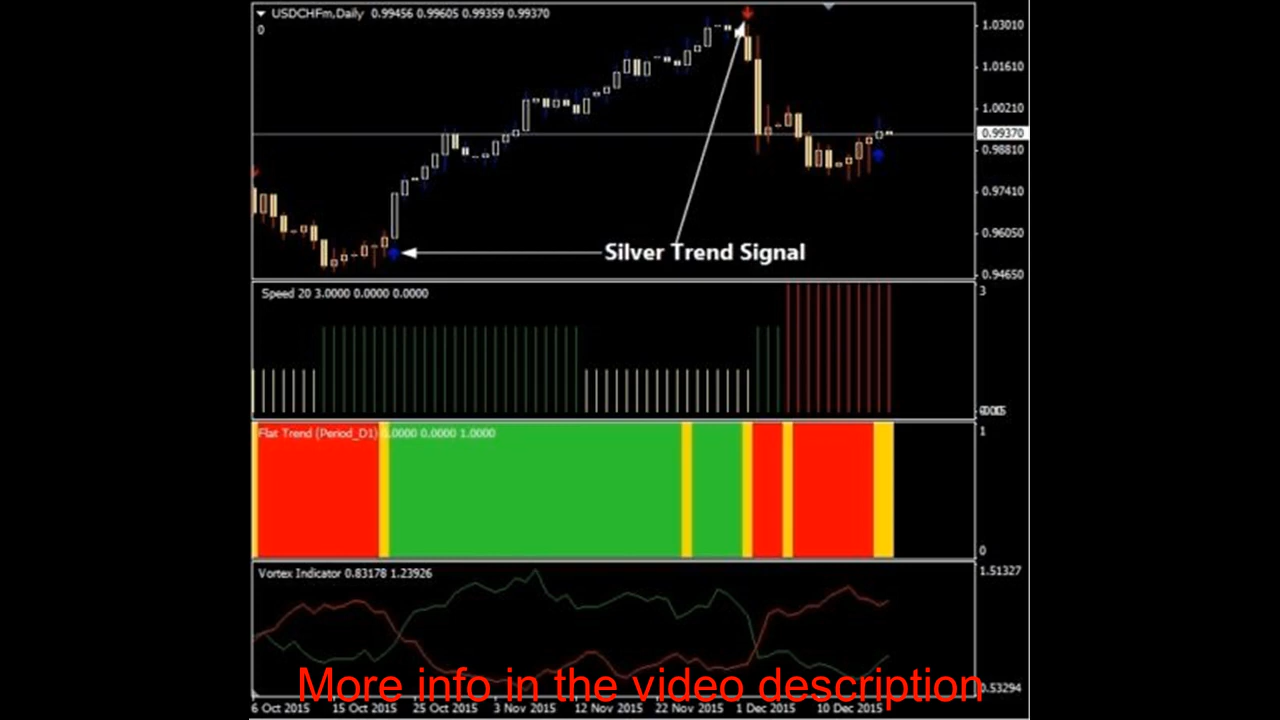 USDCHFm,Daily 0.99456 0.99605 0.99359 0.99370
0
1.03010
1.01610
1.00210
0.99370
0.98810
0.97410
0.96050
0.94650
Silver Trend Signal
Speed 20 3.0000 0.0000 0.0000
3
Flat Trend (Period_D1) 0.0000 0.0000 1.0000
1
0
Vortex Indicator 0.83178 1.23926
1.51327
0.53294
More info in the video description
6 Oct 2015 15 Oct 2015 25 Oct 2015 3 Nov 2015 12 Nov 2015 22 Nov 2015 1 Dec 2015 10 Dec 2015